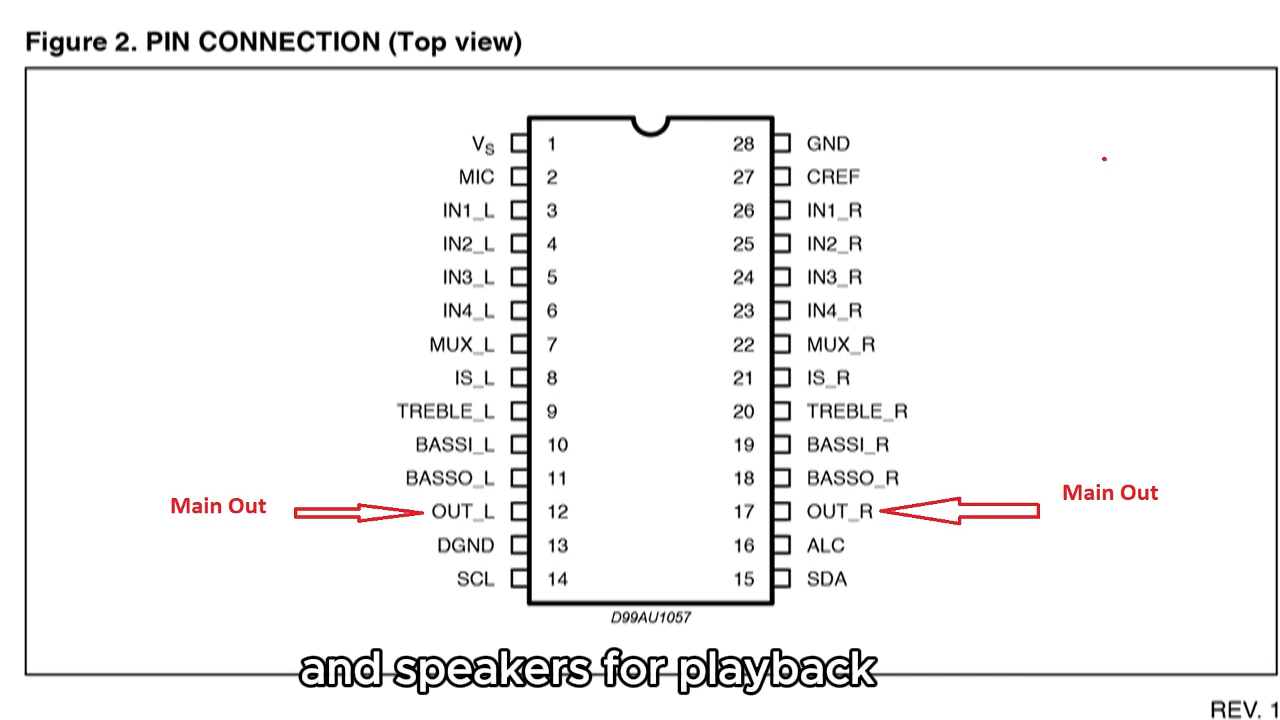 Figure 2. PIN CONNECTION (Top view)
VS 1 28 GND
MIC 2 27 CREF
IN1_L 3 26 IN1_R
IN2_L 4 25 IN2_R
IN3_L 5 24 IN3_R
IN4_L 6 23 IN4_R
MUX_L 7 22 MUX_R
IS_L 8 21 IS_R
TREBLE_L 9 20 TREBLE_R
BASSI_L 10 19 BASSI_R
BASSO_L 11 18 BASSO_R
Main Out OUT_L 12 17 OUT_R Main Out
DGND 13 16 ALC
SCL 14 15 SDA
D99AU1057
and speakers for playback
REV. 1